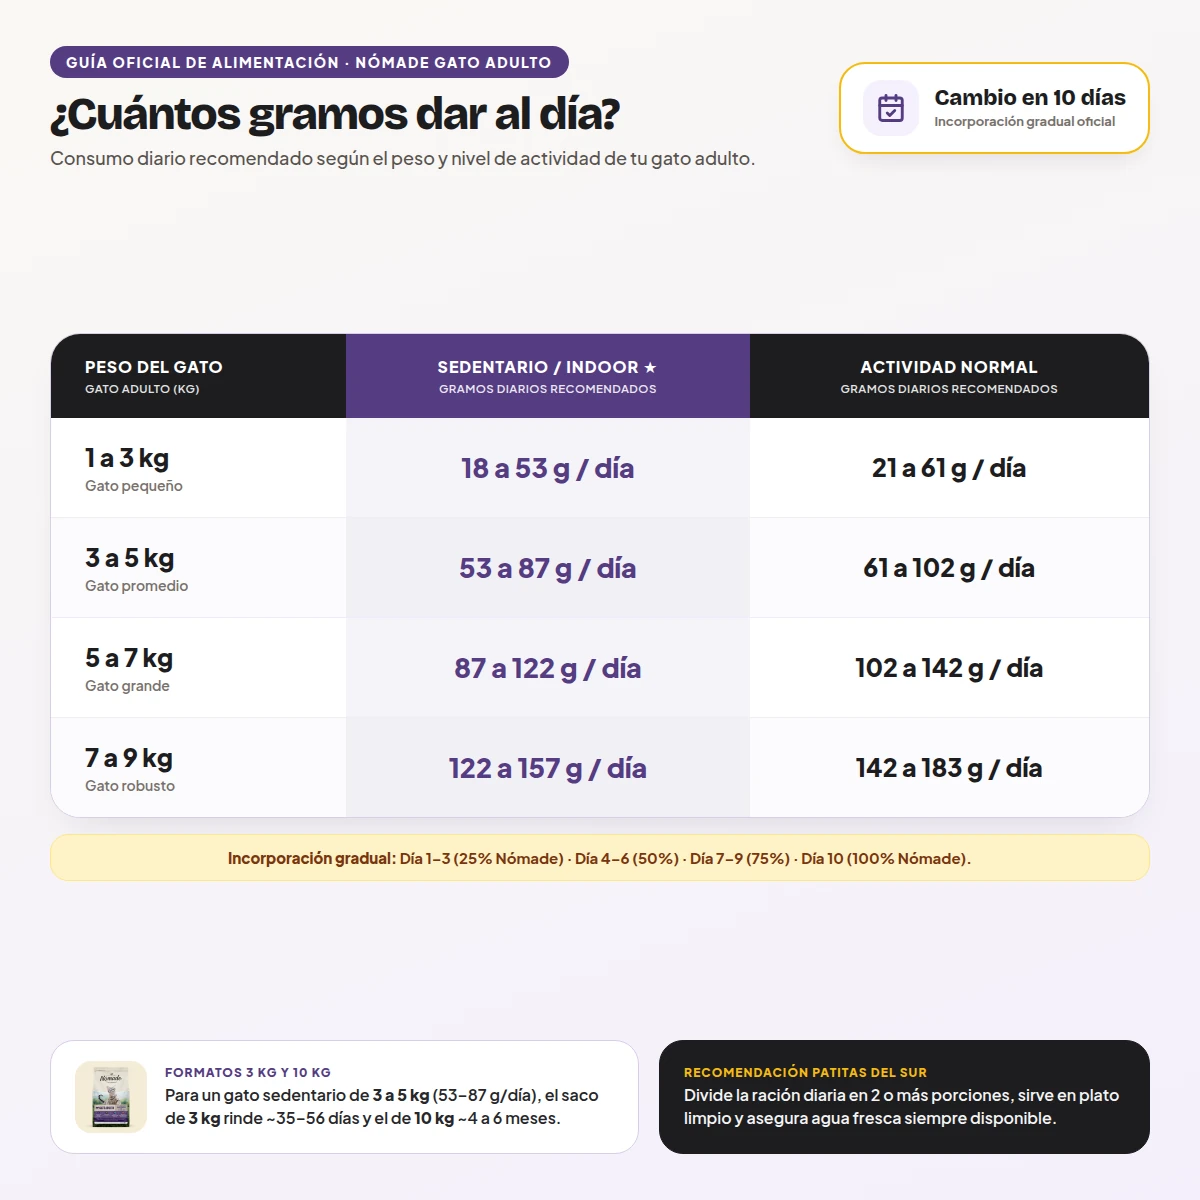 GUÍA OFICIAL DE ALIMENTACIÓN · NÓMADE GATO ADULTO
¿Cuántos gramos dar al día?
Consumo diario recomendado según el peso y nivel de actividad de tu gato adulto.
Cambio en 10 días
Incorporación gradual oficial
PESO DEL GATO
GATO ADULTO (KG)
SEDENTARIO / INDOOR ★
GRAMOS DIARIOS RECOMENDADOS
ACTIVIDAD NORMAL
GRAMOS DIARIOS RECOMENDADOS
1 a 3 kg
Gato pequeño
18 a 53 g / día
21 a 61 g / día
3 a 5 kg
Gato promedio
53 a 87 g / día
61 a 102 g / día
5 a 7 kg
Gato grande
87 a 122 g / día
102 a 142 g / día
7 a 9 kg
Gato robusto
122 a 157 g / día
142 a 183 g / día
Incorporación gradual: Día 1–3 (25% Nómade) · Día 4–6 (50%) · Día 7–9 (75%) · Día 10 (100% Nómade).
Nomade
FORMATOS 3 KG Y 10 KG
Para un gato sedentario de 3 a 5 kg (53–87 g/día), el saco
de 3 kg rinde ~35–56 días y el de 10 kg ~4 a 6 meses.
RECOMENDACIÓN PATITAS DEL SUR
Divide la ración diaria en 2 o más porciones, sirve en plato
limpio y asegura agua fresca siempre disponible.